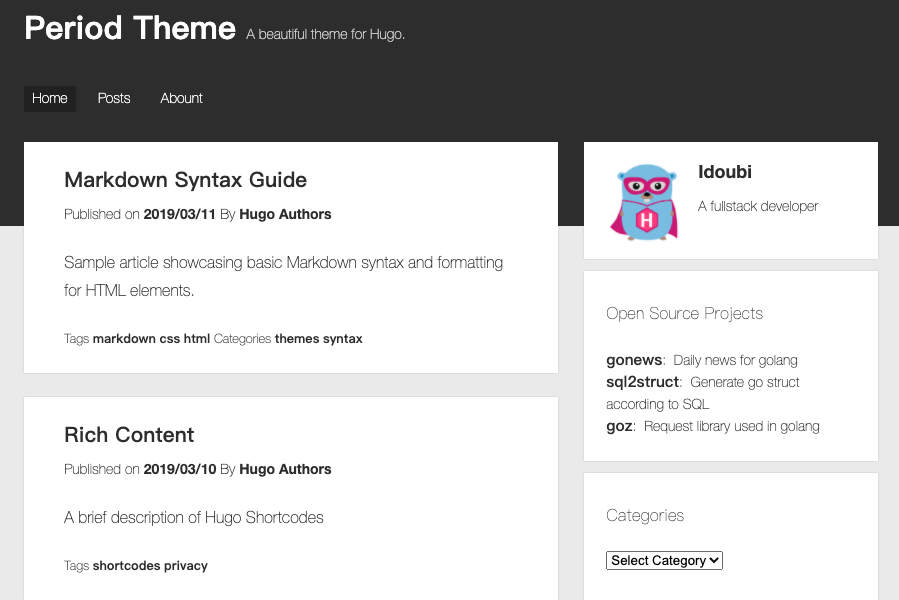 Period Theme A beautiful theme for Hugo.
Home Posts Abount
Markdown Syntax Guide
Published on 2019/03/11 By Hugo Authors
Sample article showcasing basic Markdown syntax and formatting
for HTML elements.
Tags markdown css html Categories themes syntax
Rich Content
Published on 2019/03/10 By Hugo Authors
A brief description of Hugo Shortcodes
Tags shortcodes privacy
H
Idoubi
A fullstack developer
Open Source Projects
gonews: Daily news for golang
sql2struct: Generate go struct
according to SQL
goz: Request library used in golang
Categories
Select Category